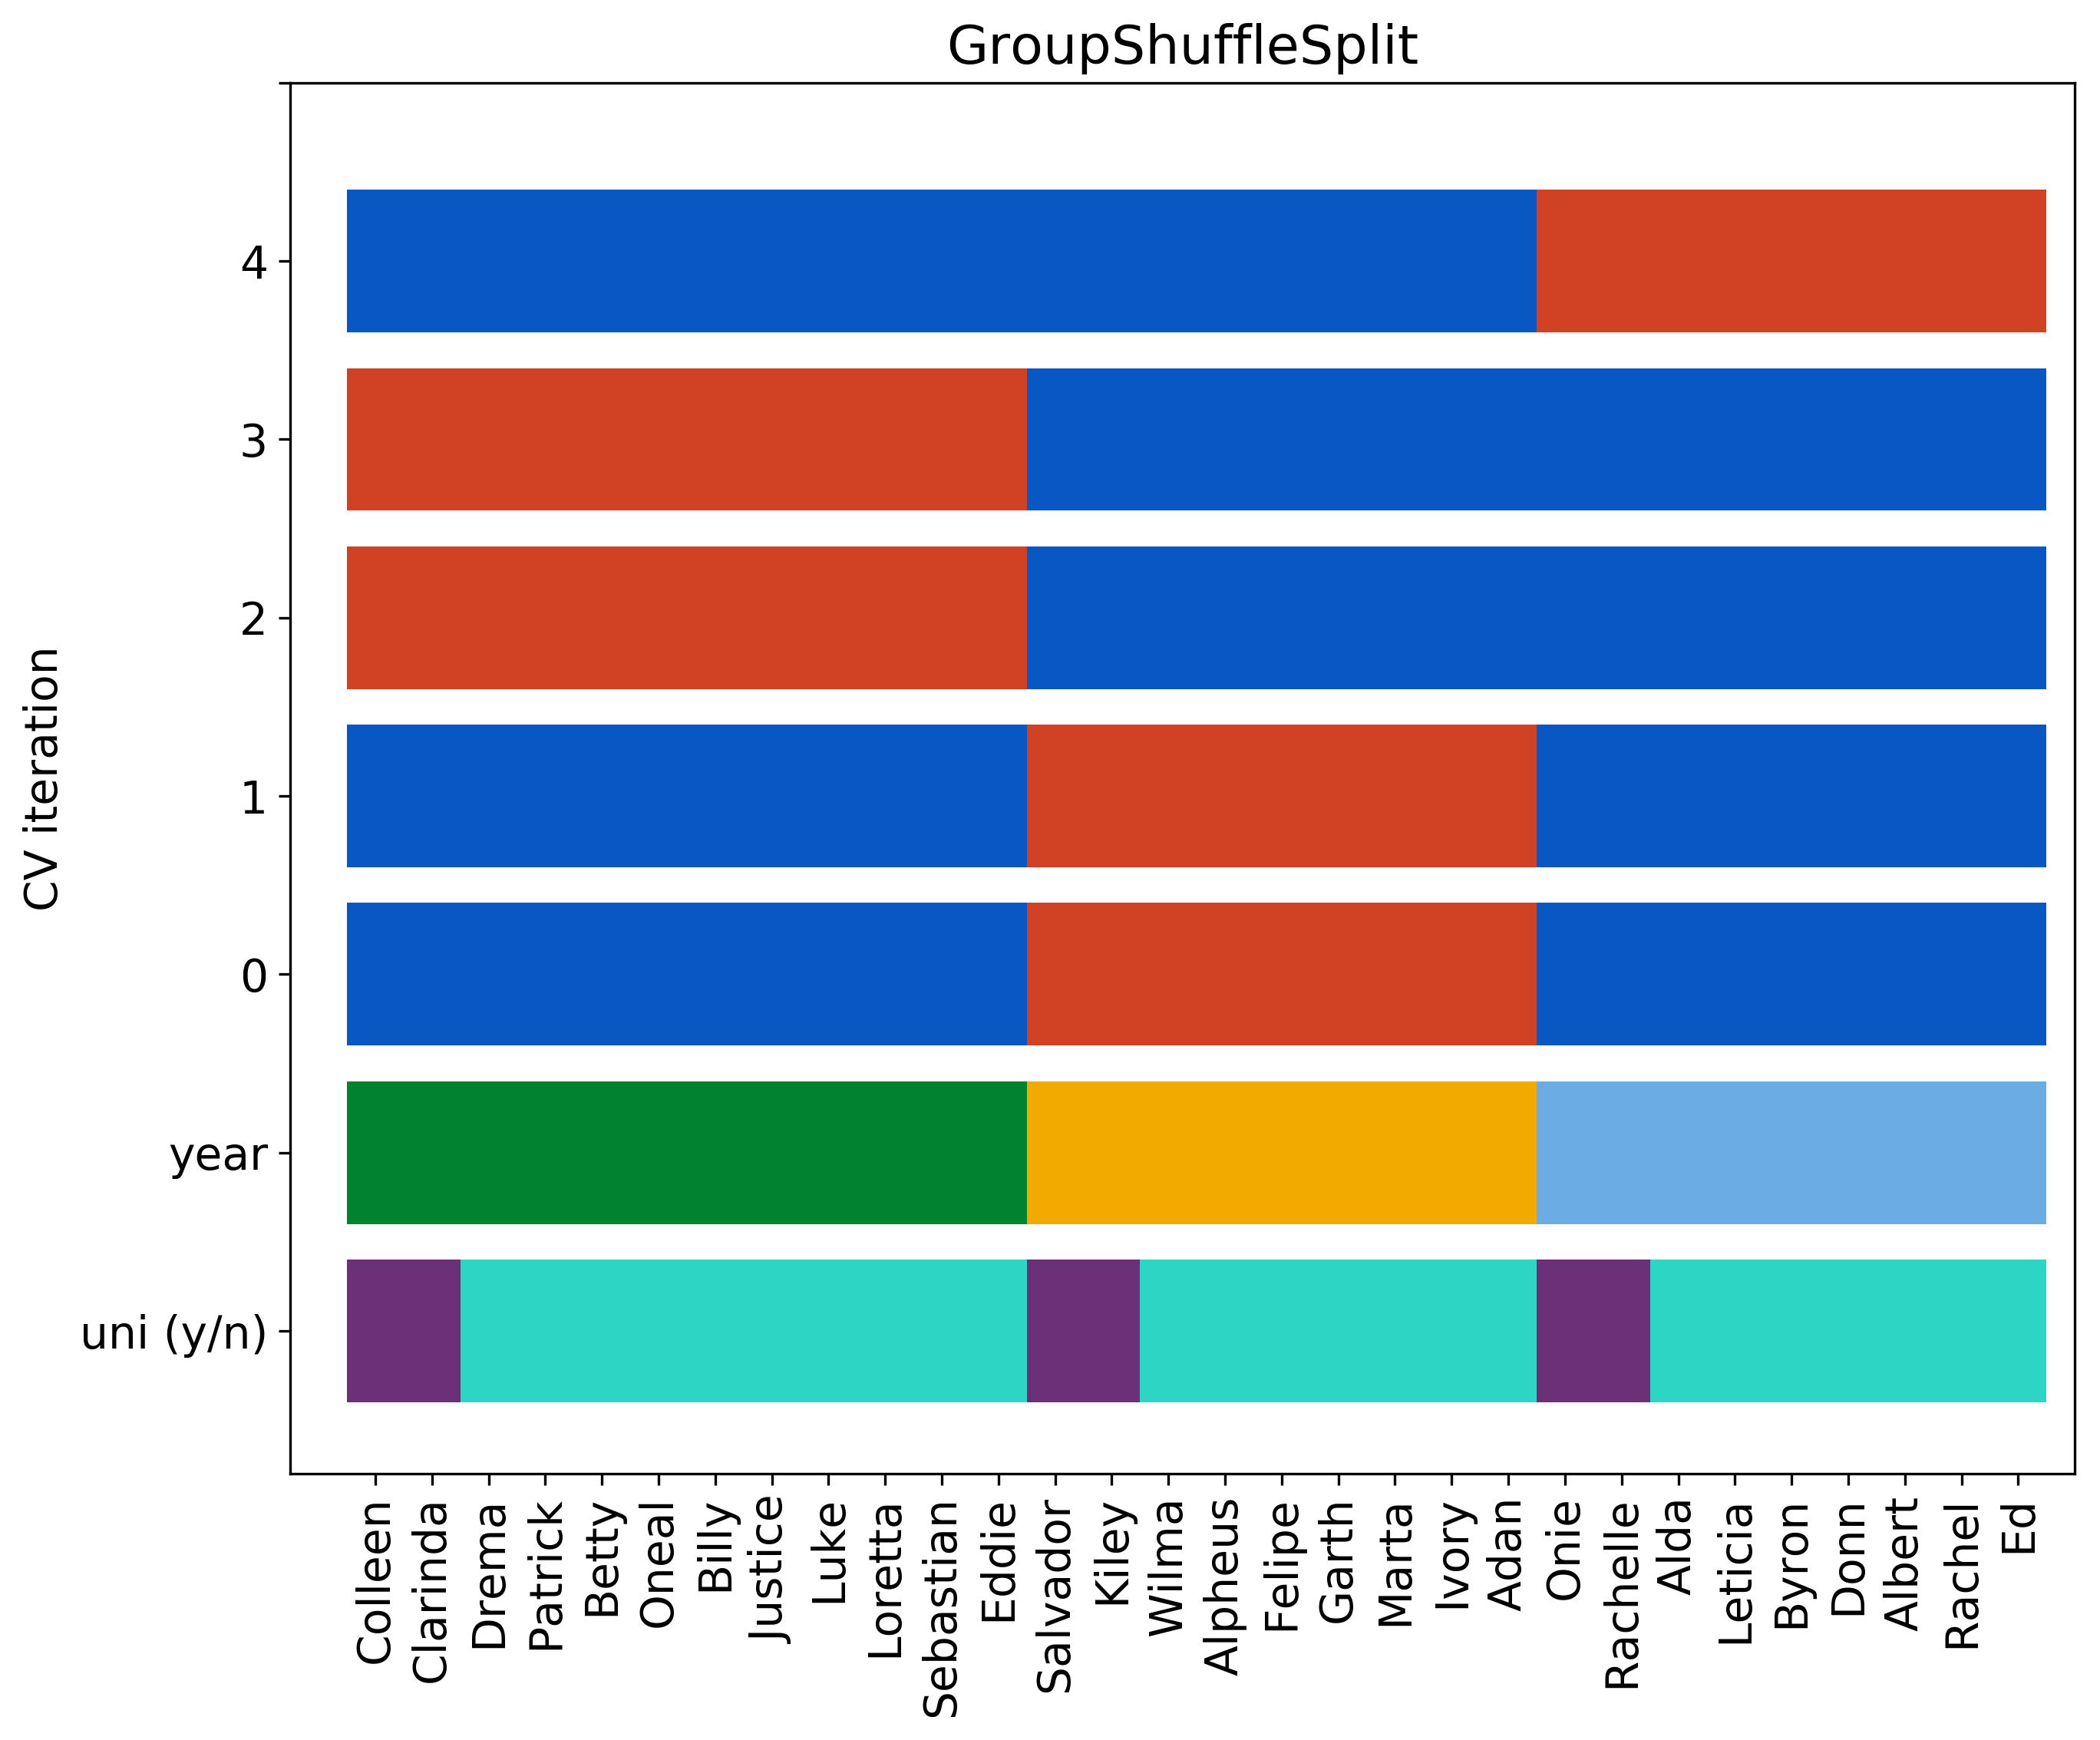 GroupShuffleSplit
4
3
2
1
0
year
uni (y/n)
CV iteration
Colleen
Clarinda
Drema
Patrick
Betty
Omeal
Billy
Justice
Luke
Loretta
Sebastian
Eddie
Salvador
Killey
Wilma
Alpheus
Felipe
Garth
Marta
Ivory
Adan
Onie
Rachelle
Alda
Leticia
Byron
Donn
Albert
Rachel
Ed